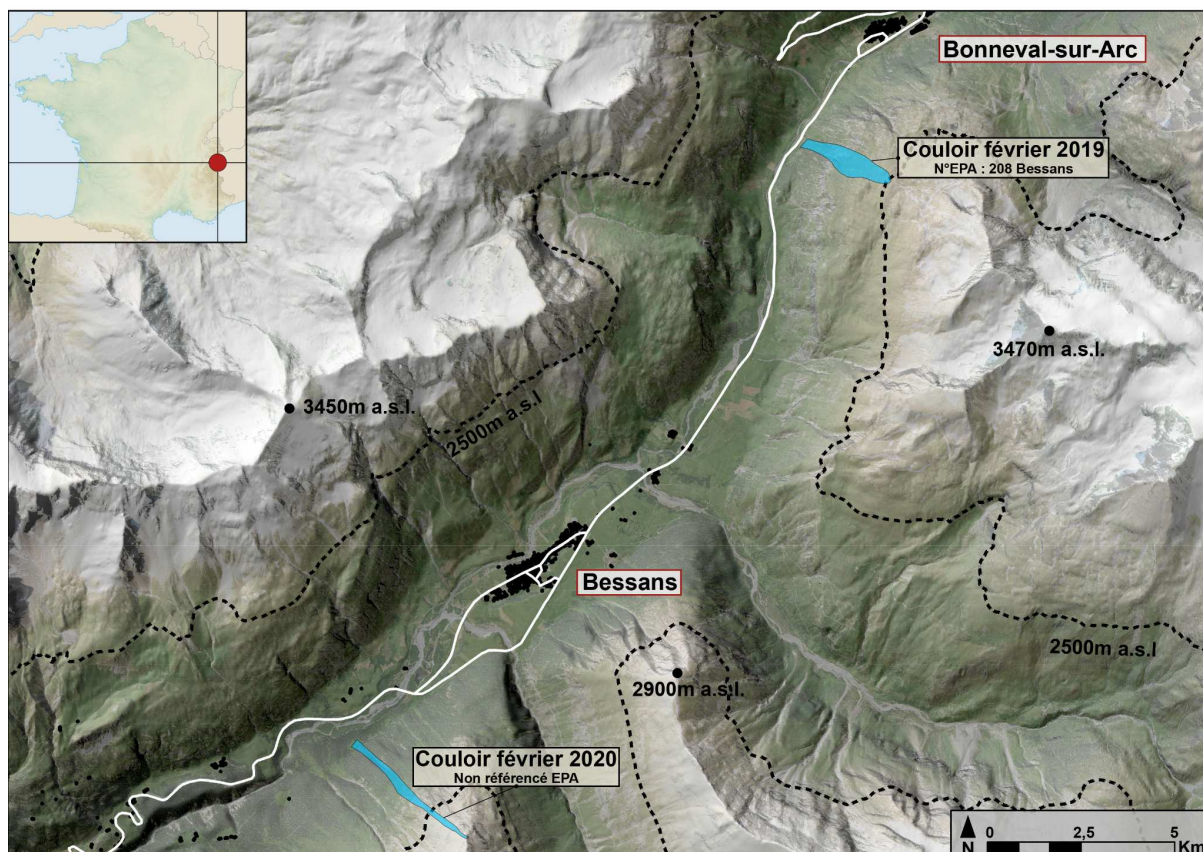 Bonneval-sur-Arc
Couloir février 2019
N°EPA : 208 Bessans
3470m a.s.l.
3450m a.s.l.
2500m a.s.l
Bessans
2500m a.s.l
2900m a.s.l.
Couloir février 2020
Non référencé EPA
N
0 2,5 5
Km